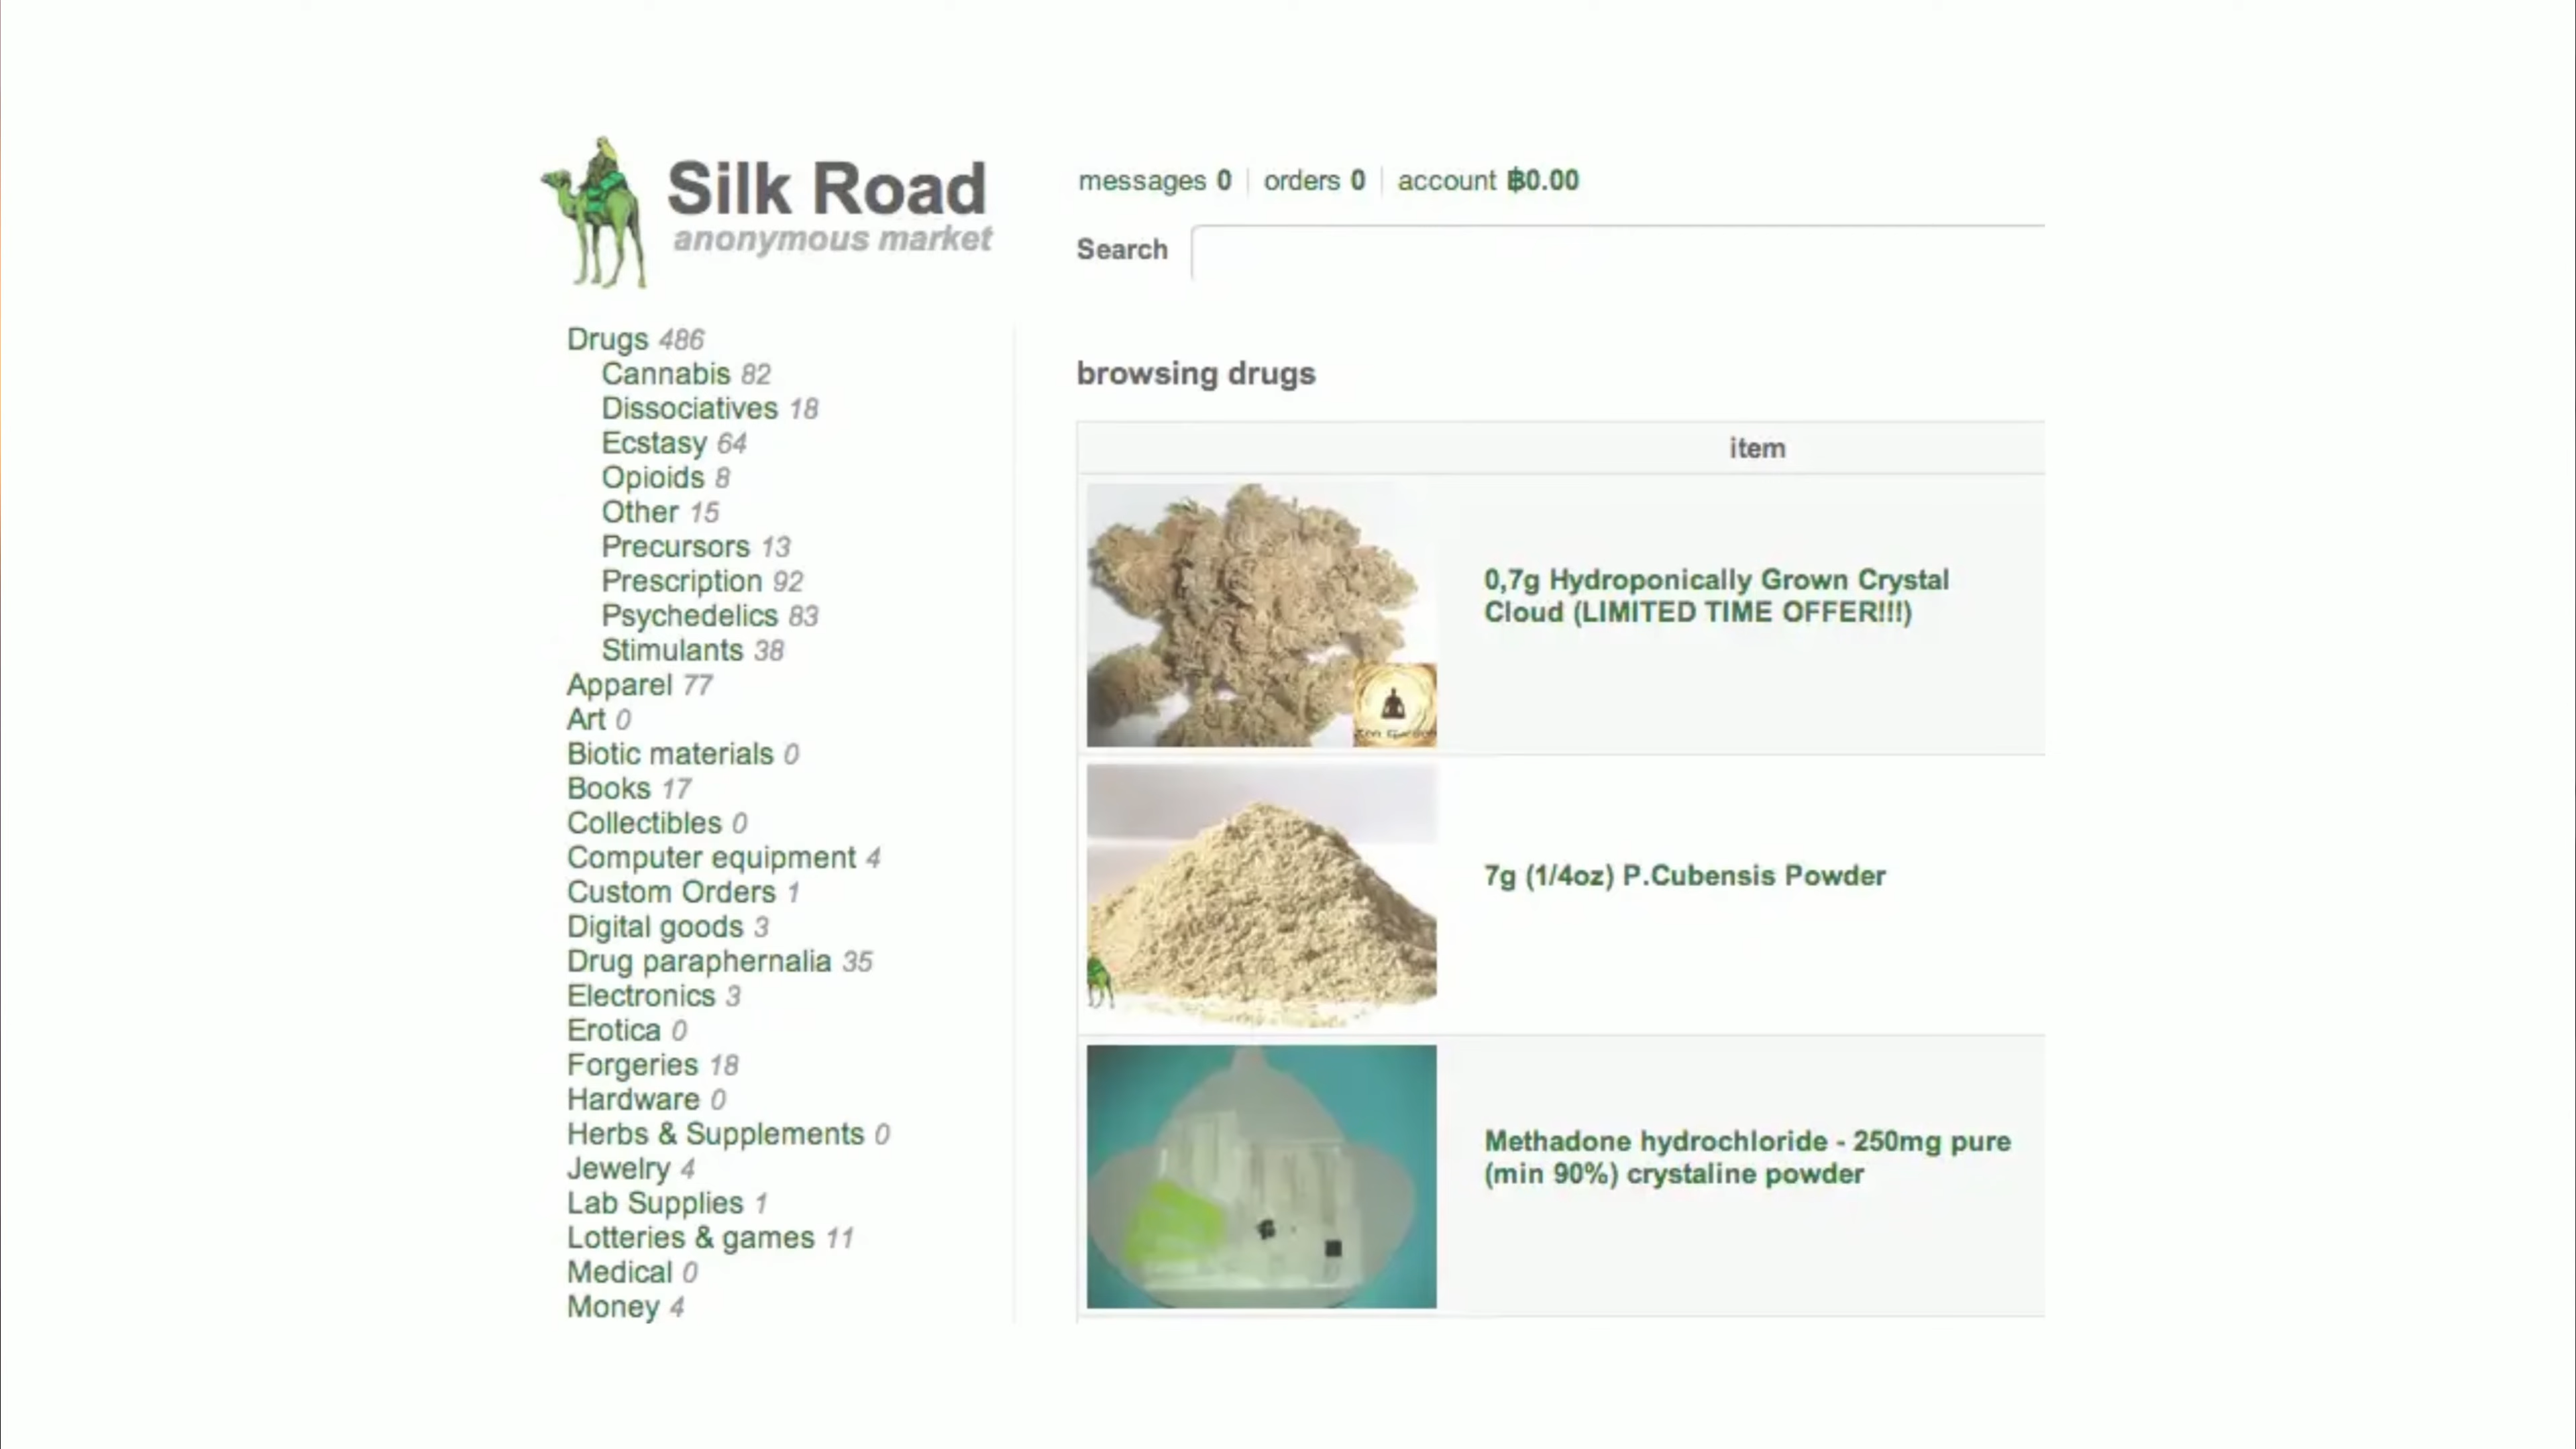 Silk Road
anonymous market
messages 0 | orders 0 | account ฿0.00
Search
Drugs 486
Cannabis 82
Dissociatives 18
Ecstasy 64
Opioids 8
Other 15
Precursors 13
Prescription 92
Psychedelics 83
Stimulants 38
Apparel 77
Art 0
Biotic materials 0
Books 17
Collectibles 0
Computer equipment 4
Custom Orders 1
Digital goods 3
Drug paraphernalia 35
Electronics 3
Erotica 0
Forgeries 18
Hardware 0
Herbs & Supplements 0
Jewelry 4
Lab Supplies 1
Lotteries & games 11
Medical 0
Money 4
browsing drugs
item
0,7g Hydroponically Grown Crystal
Cloud (LIMITED TIME OFFER!!!)
Zen Garden
7g (1/4oz) P.Cubensis Powder
Methadone hydrochloride - 250mg pure
(min 90%) crystaline powder